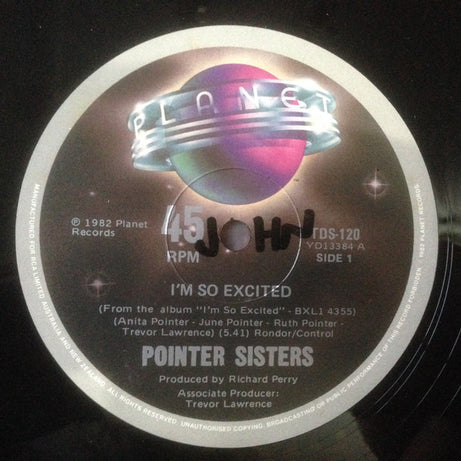 PLANET
℗ 1982 Planet
Records
45
RPM
JOHN
TDS-120
YD13384 A
SIDE 1
I'M SO EXCITED
(From the album "I'm So Excited" - BXL1 4355)
(Anita Pointer - June Pointer - Ruth Pointer -
Trevor Lawrence) (5.41) Rondor/Control
POINTER SISTERS
Produced by Richard Perry
Associate Producer:
Trevor Lawrence
MANUFACTURED FOR RCA LIMITED AUSTRALIA AND NEW ZEALAND. ALL RIGHTS RESERVED. UNAUTHORISED COPYING, BROADCASTING OR PUBLIC PERFORMANCE OF THIS RECORD FORBIDDEN. ℗ 1982 PLANET RECORDS.